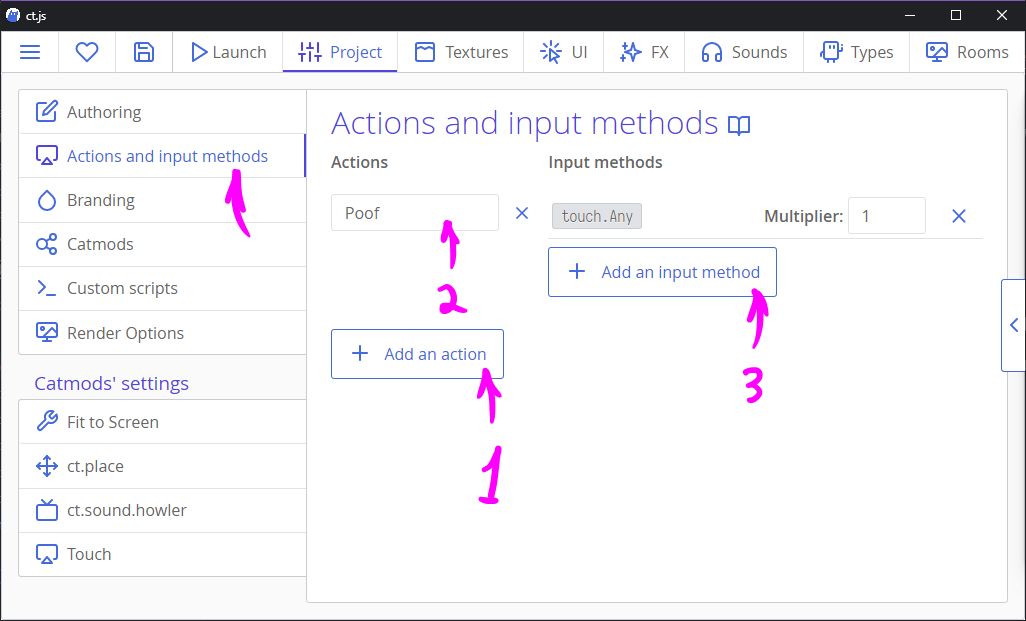 ct.js
Launch Project Textures UI FX Sounds Types Rooms
Authoring
Actions and input methods
Branding
Catmods
Custom scripts
Render Options
Catmods' settings
Fit to Screen
ct.place
ct.sound.howler
Touch
Actions and input methods
Actions Input methods
Poof touch.Any Multiplier: 1
Add an input method
2
Add an action
3
1